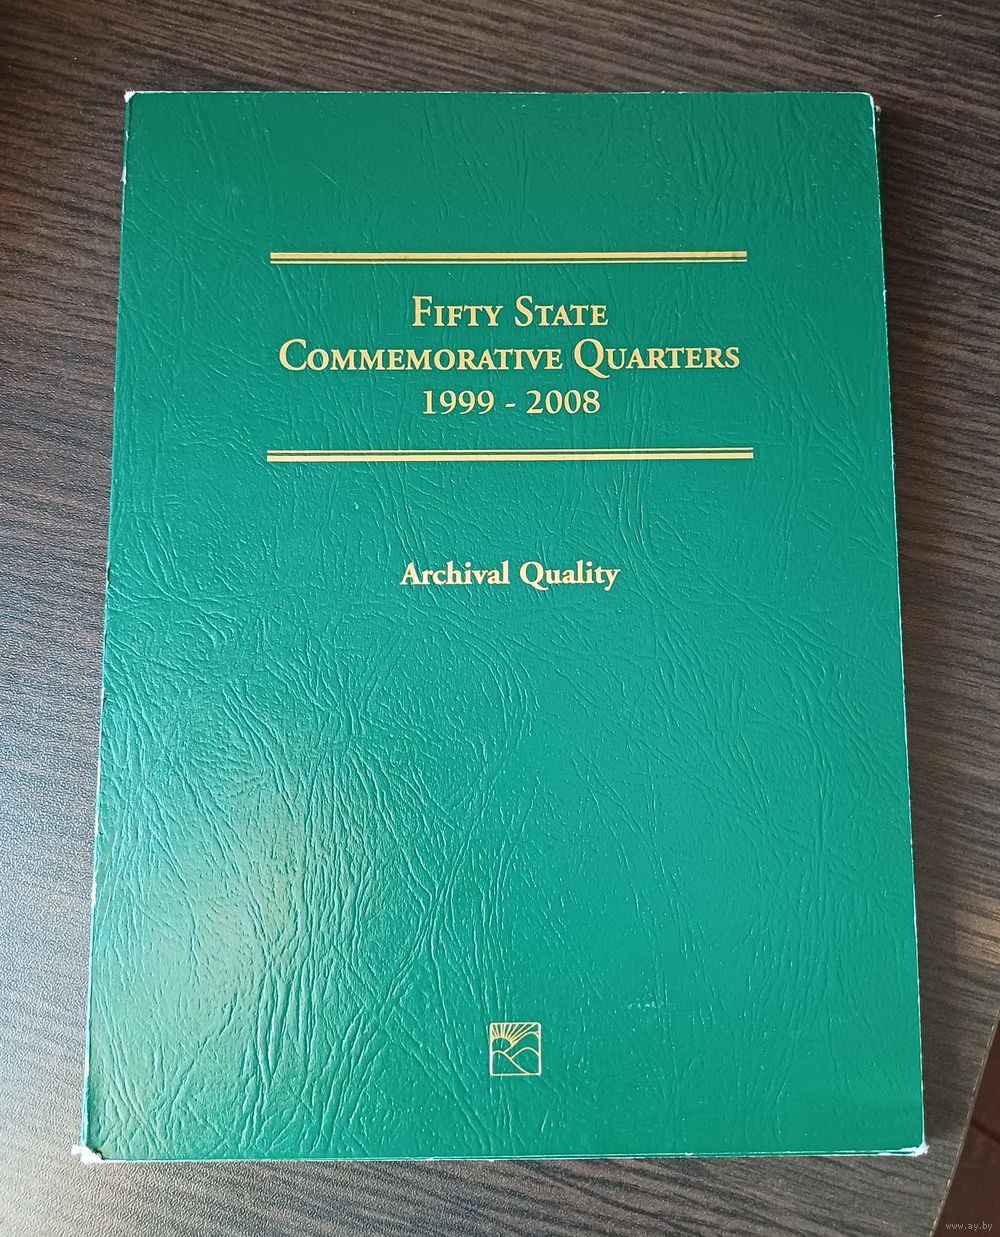 Fifty State
Commemorative Quarters
1999 - 2008
Archival Quality
www.ay.by